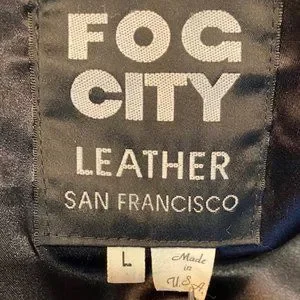 FOG
CITY
LEATHER
SAN FRANCISCO
L
Made
in
U.S.A.